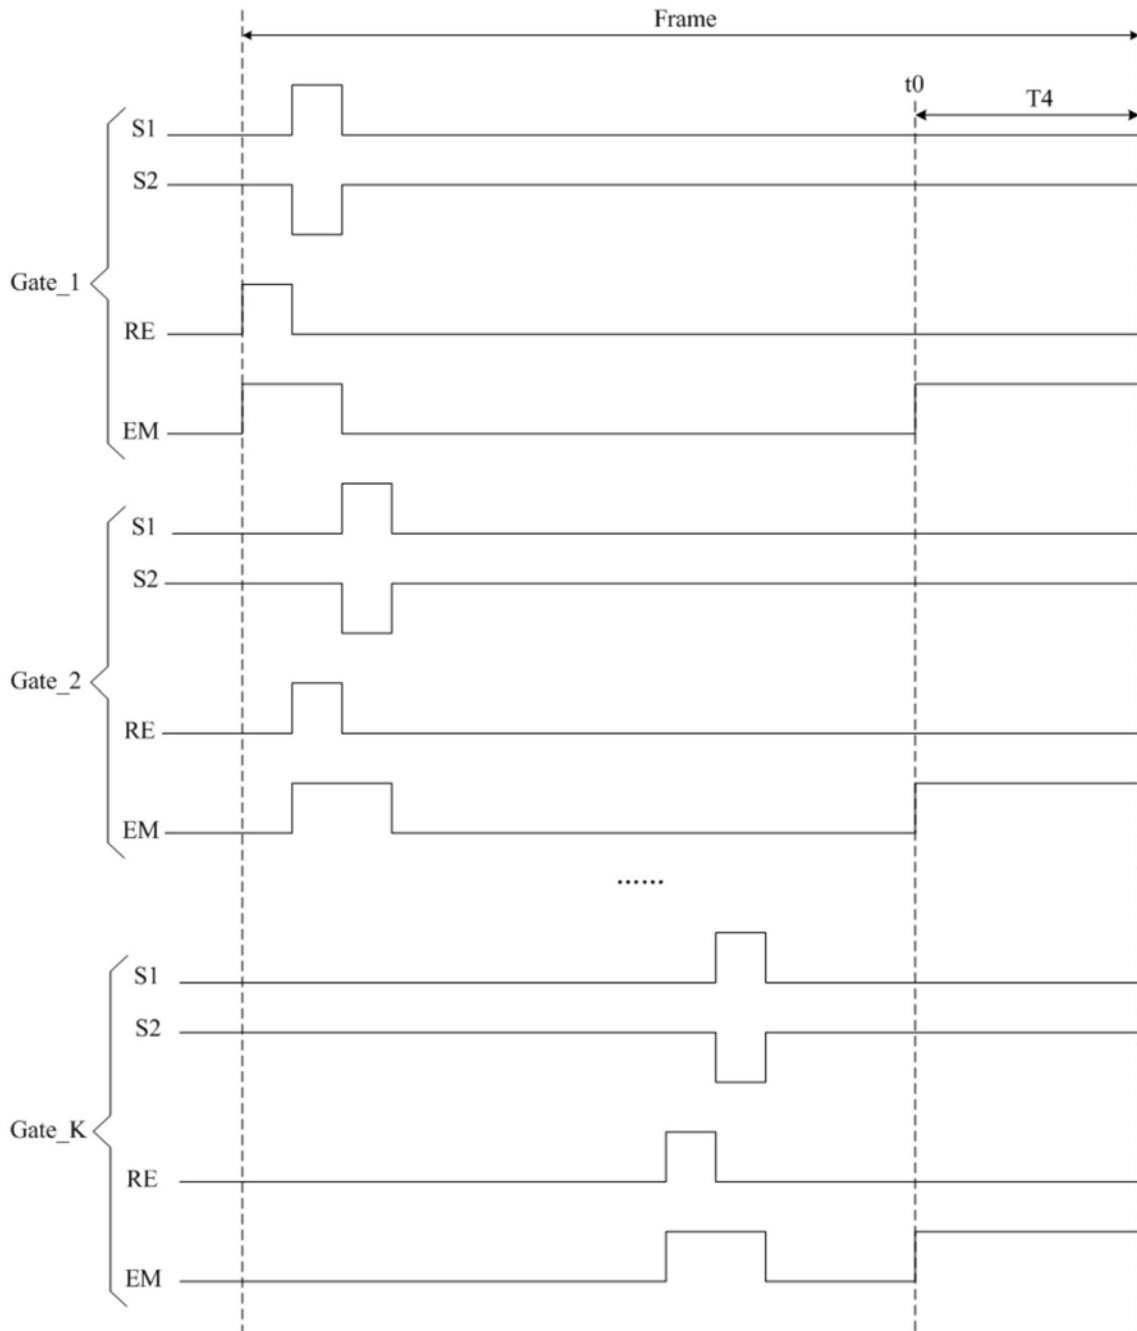 Frame
t0
T4
S1
S2
Gate_1
RE
EM
S1
S2
Gate_2
RE
EM
......
S1
S2
Gate_K
RE
EM